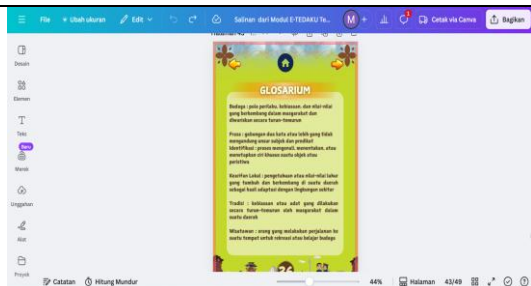 File
Ubah ukuran
Edit
Salinan dari Modul E-TEDAKU Te...
M
Cetak via Canva
Bagikan
Desain
Elemen
Teks
Baru
Merek
Unggahan
Alat
Proyek
GLOSARIUM
Budaya : pola perilaku, kebiasaan, dan nilai-nilai
yang berkembang dalam masyarakat dan
diwariskan secara turun-temurun
Frasa : gabungan dua kata atau lebih yang tidak
mengandung unsur subjek dan predikat
Identifikasi : proses mengenali, menentukan, atau
menetapkan ciri khusus suatu objek atau
peristiwa
Kearifan Lokal : pengetahuan atau nilai-nilai luhur
yang tumbuh dan berkembang di suatu daerah
sebagai hasil adaptasi dengan lingkungan sekitar
Tradisi : kebiasaan atau adat yang dilakukan
secara turun-temurun oleh masyarakat dalam
suatu daerah
Wisatawan : orang yang melakukan perjalanan ke
suatu tempat untuk rekreasi atau belajar budaya
36
Catatan
Hitung Mundur
44%
Halaman
43/49